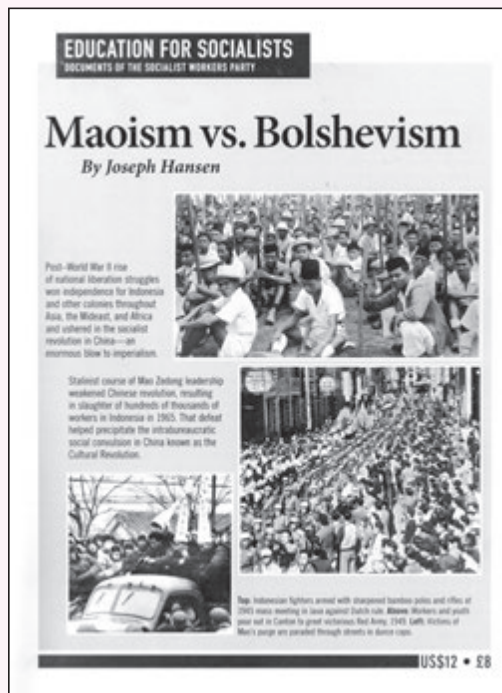 EDUCATION FOR SOCIALISTS
DOCUMENTS OF THE SOCIALIST WORKERS PARTY
Maoism vs. Bolshevism
By Joseph Hansen
Post–World War II rise
of national liberation struggles
won independence for Indonesia
and other colonies throughout
Asia, the Mideast, and Africa
and ushered in the socialist
revolution in China—an
enormous blow to imperialism.
Stalinist course of Mao Zedong leadership
weakened Chinese revolution, resulting
in slaughter of hundreds of thousands of
workers in Indonesia in 1965. That defeat
helped precipitate the intrabureaucratic
social convulsion in China known as the
Cultural Revolution.
Top: Indonesian fighters armed with sharpened bamboo poles and rifles at
1945 mass meeting in Java against Dutch rule. Above: Workers and youth
pour out in Canton to greet victorious Red Army, 1949. Left: Victims of
Mao's purge are paraded through streets in dunce caps.
US$12 • £8